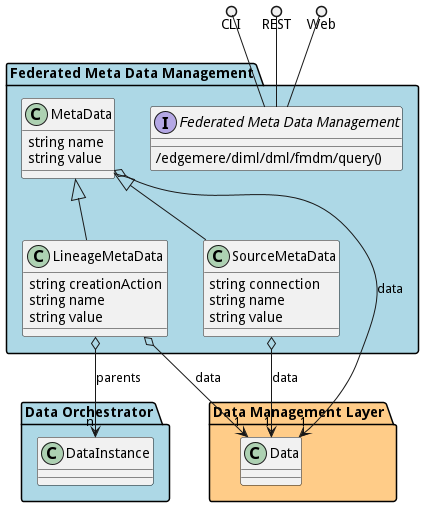 CLI
REST
Web
Federated Meta Data Management
C MetaData
string name
string value
I Federated Meta Data Management
/edgemere/diml/dml/fmdm/query()
C LineageMetaData
string creationAction
string name
string value
C SourceMetaData
string connection
string name
string value
data
parents
data
data
n
1
1
1
Data Orchestrator
C DataInstance
Data Management Layer
C Data